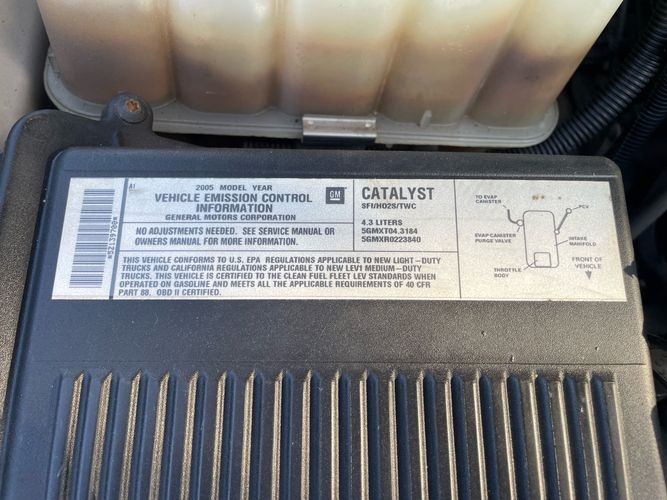 AI
2005 MODEL YEAR
VEHICLE EMISSION CONTROL
INFORMATION
GENERAL MOTORS CORPORATION
GM
NO ADJUSTMENTS NEEDED. SEE SERVICE MANUAL OR
OWNERS MANUAL FOR MORE INFORMATION.
CATALYST
SFI/HO2S/TWC
4.3 LITERS
5GMXT04.3184
5GMXR0223840
THIS VEHICLE CONFORMS TO U.S. EPA REGULATIONS APPLICABLE TO NEW LIGHT-DUTY
TRUCKS AND CALIFORNIA REGULATIONS APPLICABLE TO NEW LEV1 MEDIUM-DUTY
TRUCKS. THIS VEHICLE IS CERTIFIED TO THE CLEAN FUEL FLEET LEV STANDARDS WHEN
OPERATED ON GASOLINE AND MEETS ALL THE APPLICABLE REQUIREMENTS OF 40 CFR
PART 88. OBD II CERTIFIED.
TO EVAP
CANISTER
PCV
EVAP CANISTER
PURGE VALVE
INTAKE
MANIFOLD
THROTTLE
BODY
FRONT OF
VEHICLE